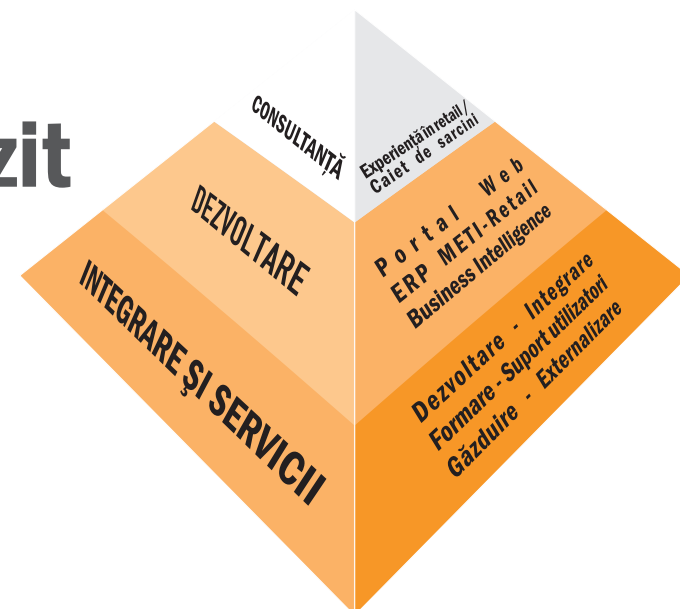 zit
CONSULTANȚĂ
Experiență în retail /
Caiet de sarcini
DEZVOLTARE
Portal Web
ERP METI-Retail
Business Intelligence
INTEGRARE ŞI SERVICII
Dezvoltare - Integrare
Formare - Suport utilizatori
Găzduire - Externalizare